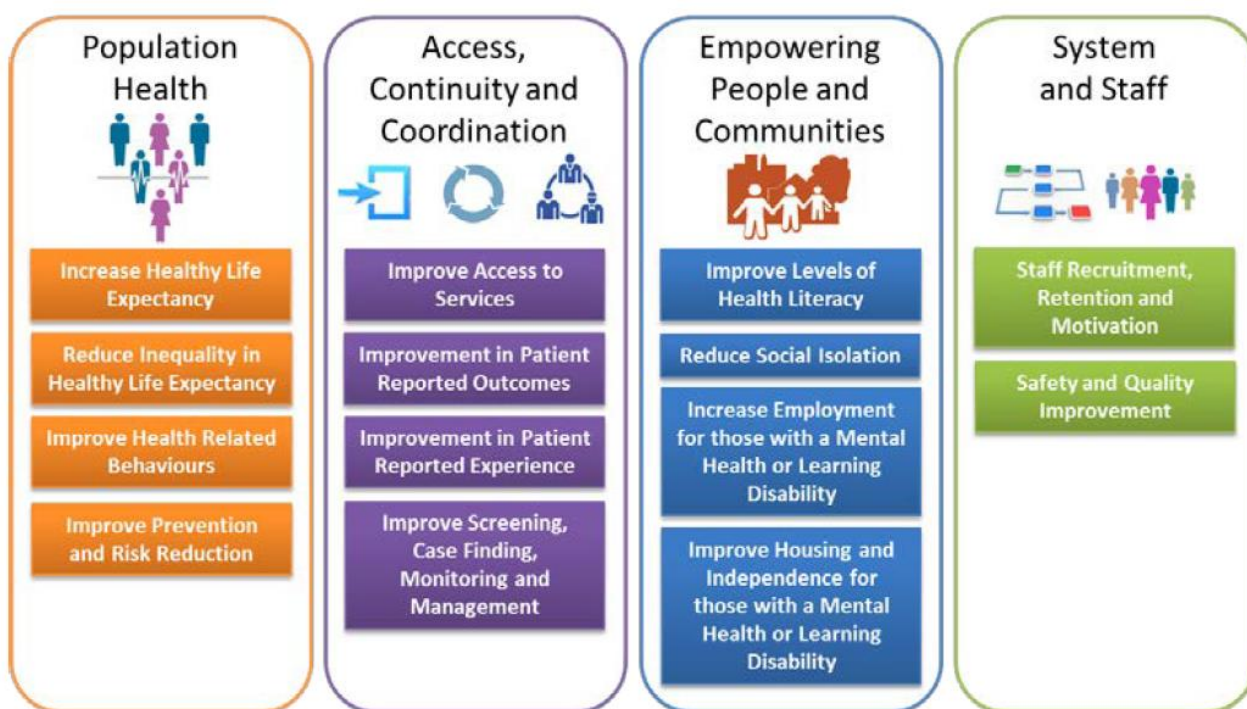 Population
Health
Increase Healthy Life
Expectancy
Reduce Inequality in
Healthy Life Expectancy
Improve Health Related
Behaviours
Improve Prevention
and Risk Reduction
Access,
Continuity and
Coordination
Improve Access to
Services
Improvement in Patient
Reported Outcomes
Improvement in Patient
Reported Experience
Improve Screening,
Case Finding,
Monitoring and
Management
Empowering
People and
Communities
Improve Levels of
Health Literacy
Reduce Social Isolation
Increase Employment
for those with a Mental
Health or Learning
Disability
Improve Housing and
Independence for
those with a Mental
Health or Learning
Disability
System
and Staff
Staff Recruitment,
Retention and
Motivation
Safety and Quality
Improvement